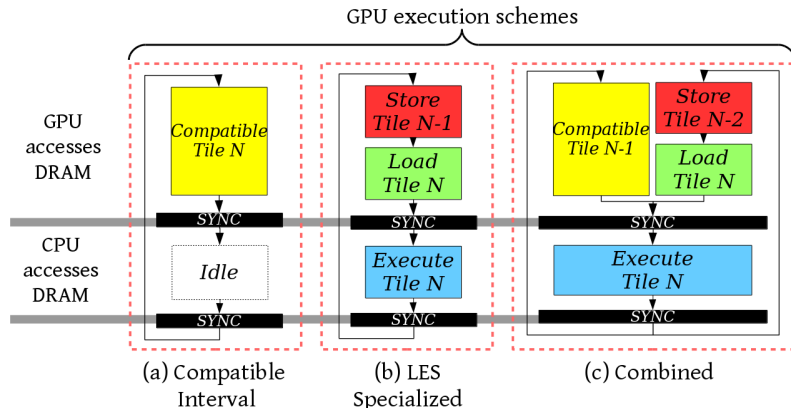 GPU execution schemes
GPU
accesses
DRAM
CPU
accesses
DRAM
Compatible
Tile N
SYNC
Idle
SYNC
(a) Compatible
Interval
Store
Tile N-1
Load
Tile N
SYNC
Execute
Tile N
SYNC
(b) LES
Specialized
Compatible
Tile N-1
Store
Tile N-2
Load
Tile N
SYNC
Execute
Tile N
SYNC
(c) Combined